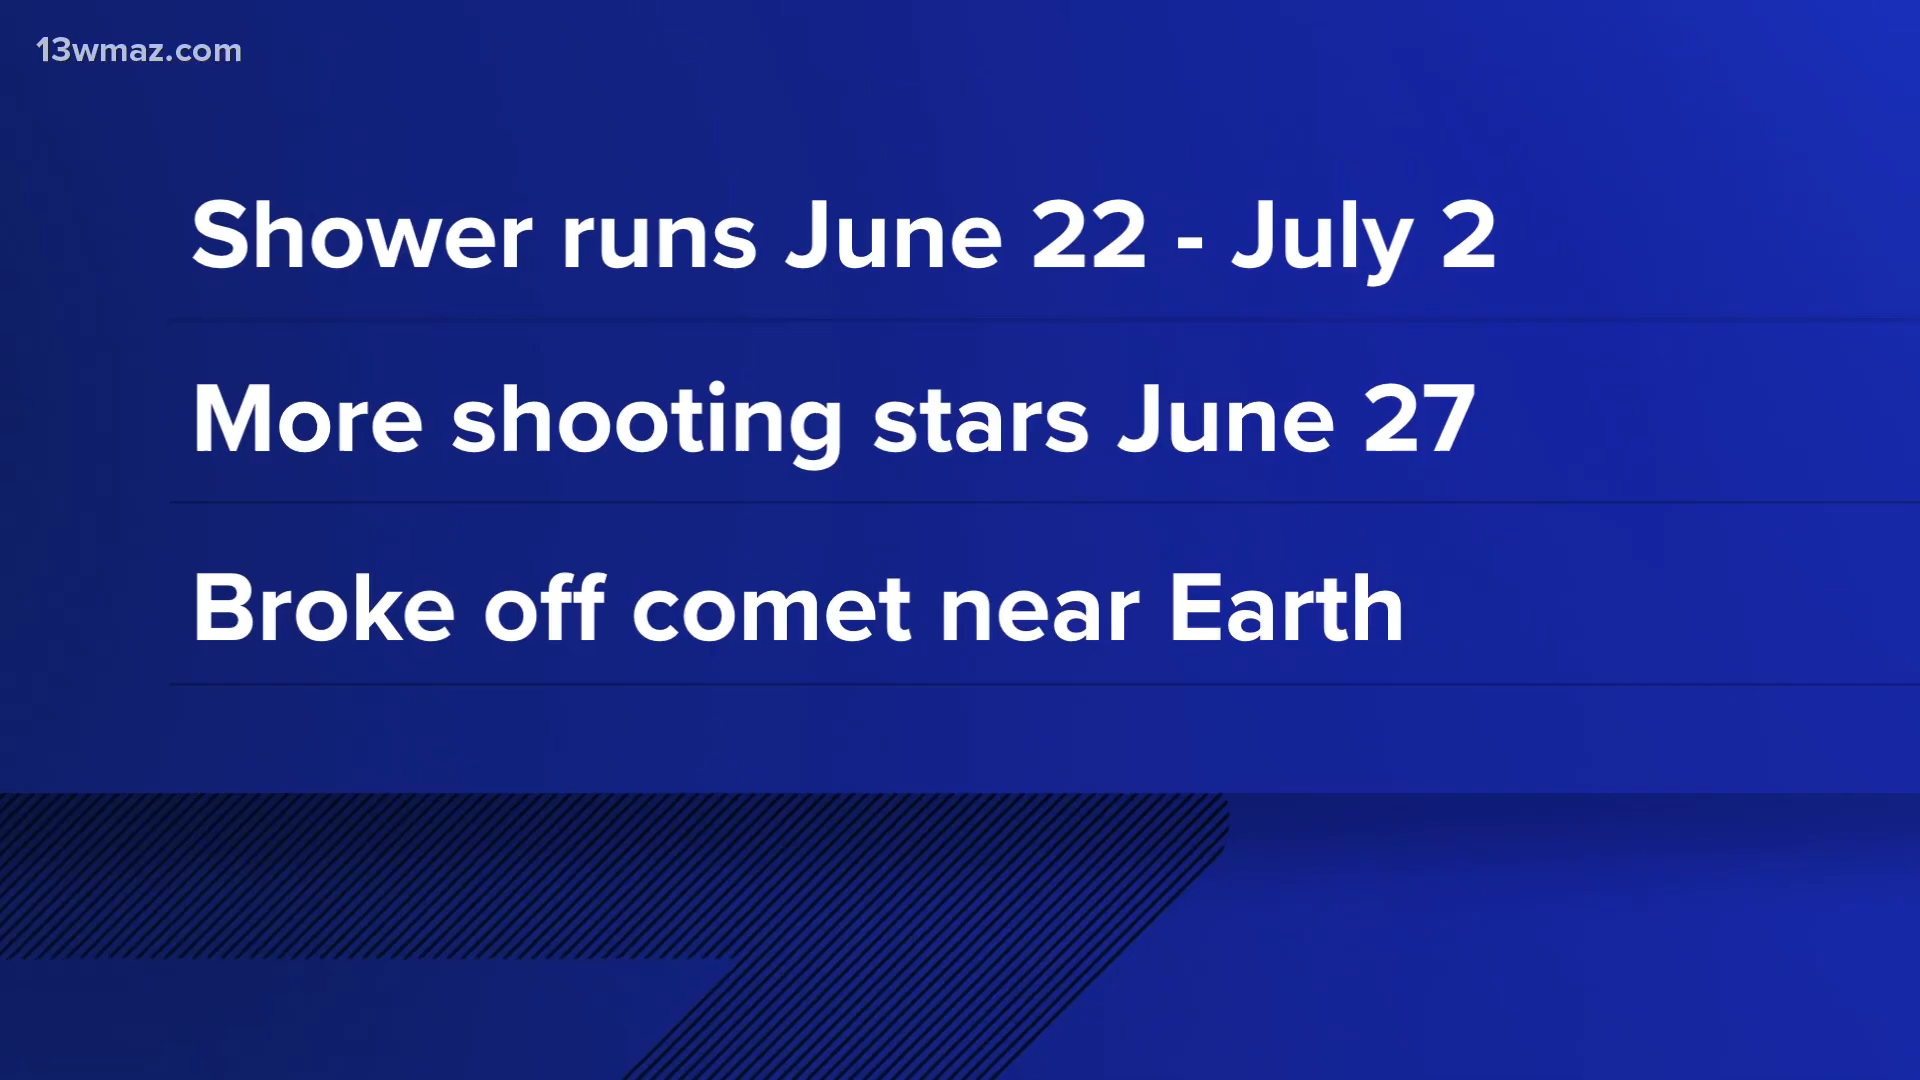 13wmaz.com
Shower runs June 22 - July 2
More shooting stars June 27
Broke off comet near Earth